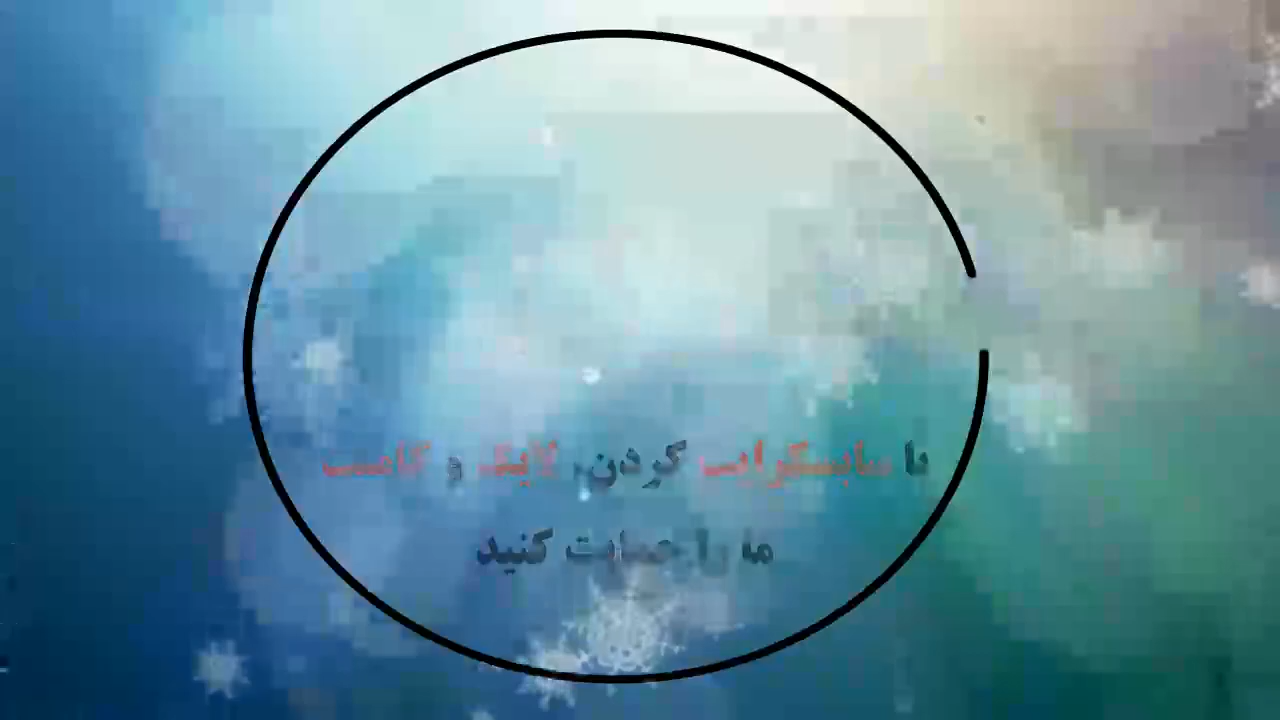 با سابسکرایب کردن, لایک و کامنت
ما را حمایت کنید